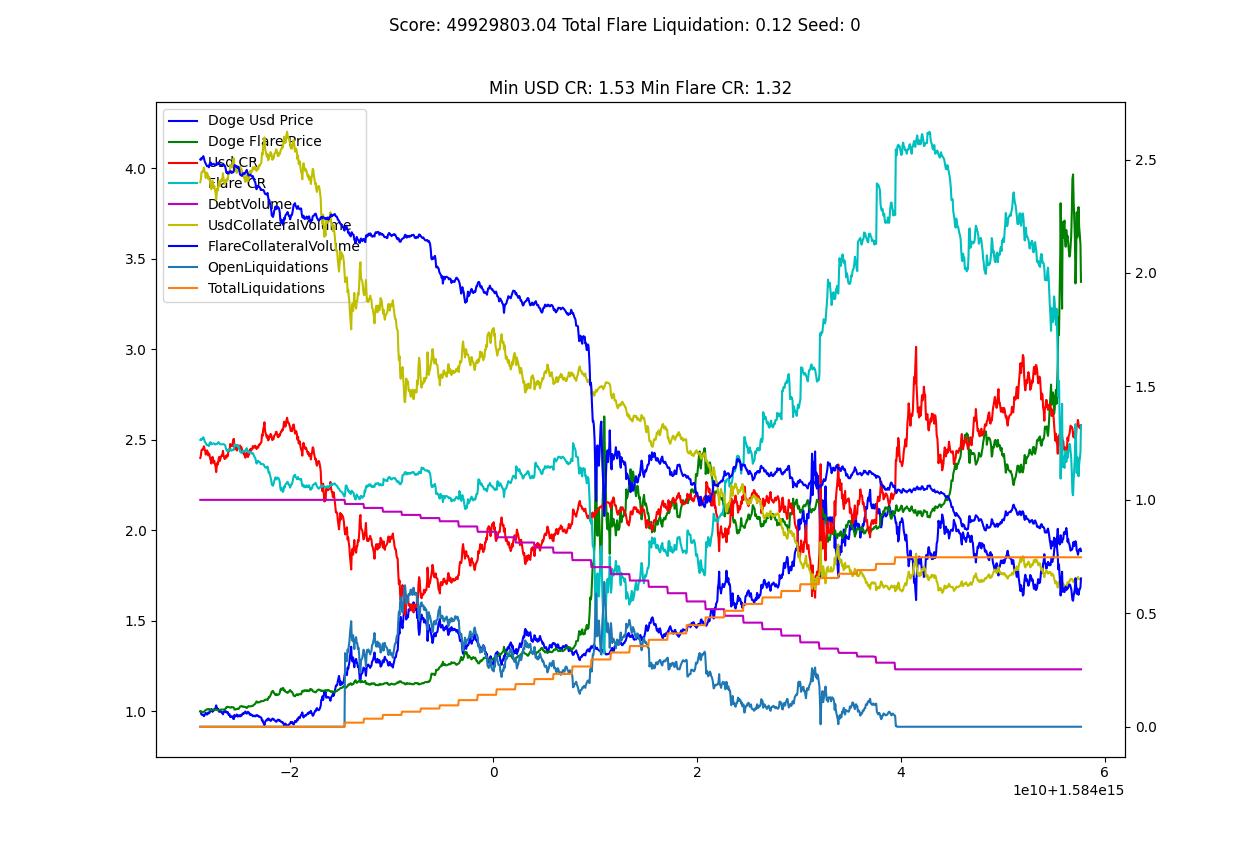 Score: 49929803.04 Total Flare Liquidation: 0.12 Seed: 0
Min USD CR: 1.53 Min Flare CR: 1.32
Doge Usd Price
Doge Flare Price
Usd CR
Flare CR
DebtVolume
UsdCollateralVolume
FlareCollateralVolume
OpenLiquidations
TotalLiquidations
4.0
3.5
3.0
2.5
2.0
1.5
1.0
2.5
2.0
1.5
1.0
0.5
0.0
−2
0
2
4
6
1e10+1.584e15